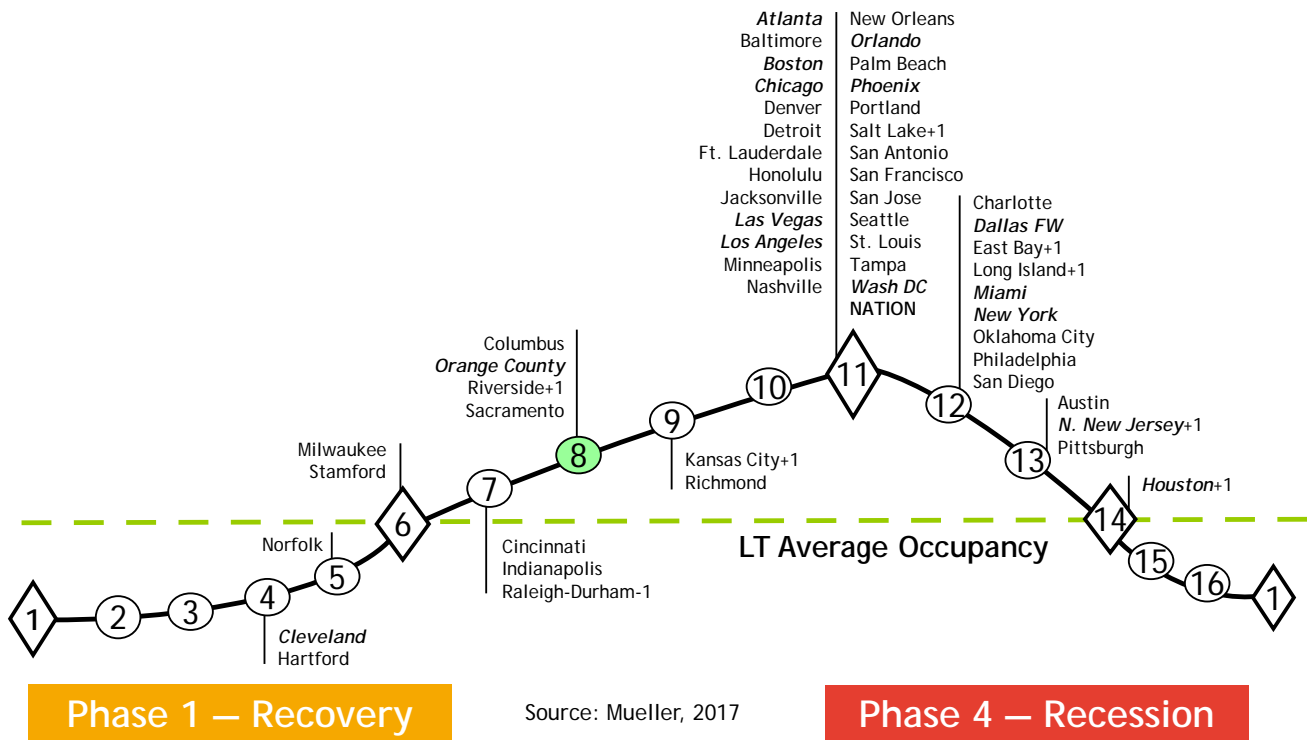 Atlanta
Baltimore
Boston
Chicago
Denver
Detroit
Ft. Lauderdale
Honolulu
Jacksonville
Las Vegas
Los Angeles
Minneapolis
Nashville
New Orleans
Orlando
Palm Beach
Phoenix
Portland
Salt Lake+1
San Antonio
San Francisco
San Jose
Seattle
St. Louis
Tampa
Wash DC
NATION
Charlotte
Dallas FW
East Bay+1
Long Island+1
Miami
New York
Oklahoma City
Philadelphia
San Diego
Columbus
Orange County
Riverside+1
Sacramento
Austin
N. New Jersey+1
Pittsburgh
Milwaukee
Stamford
Kansas City+1
Richmond
Houston+1
Norfolk
Cincinnati
Indianapolis
Raleigh-Durham-1
LT Average Occupancy
Cleveland
Hartford
1
2
3
4
5
6
7
8
9
10
11
12
13
14
15
16
1
Phase 1 — Recovery
Source: Mueller, 2017
Phase 4 — Recession